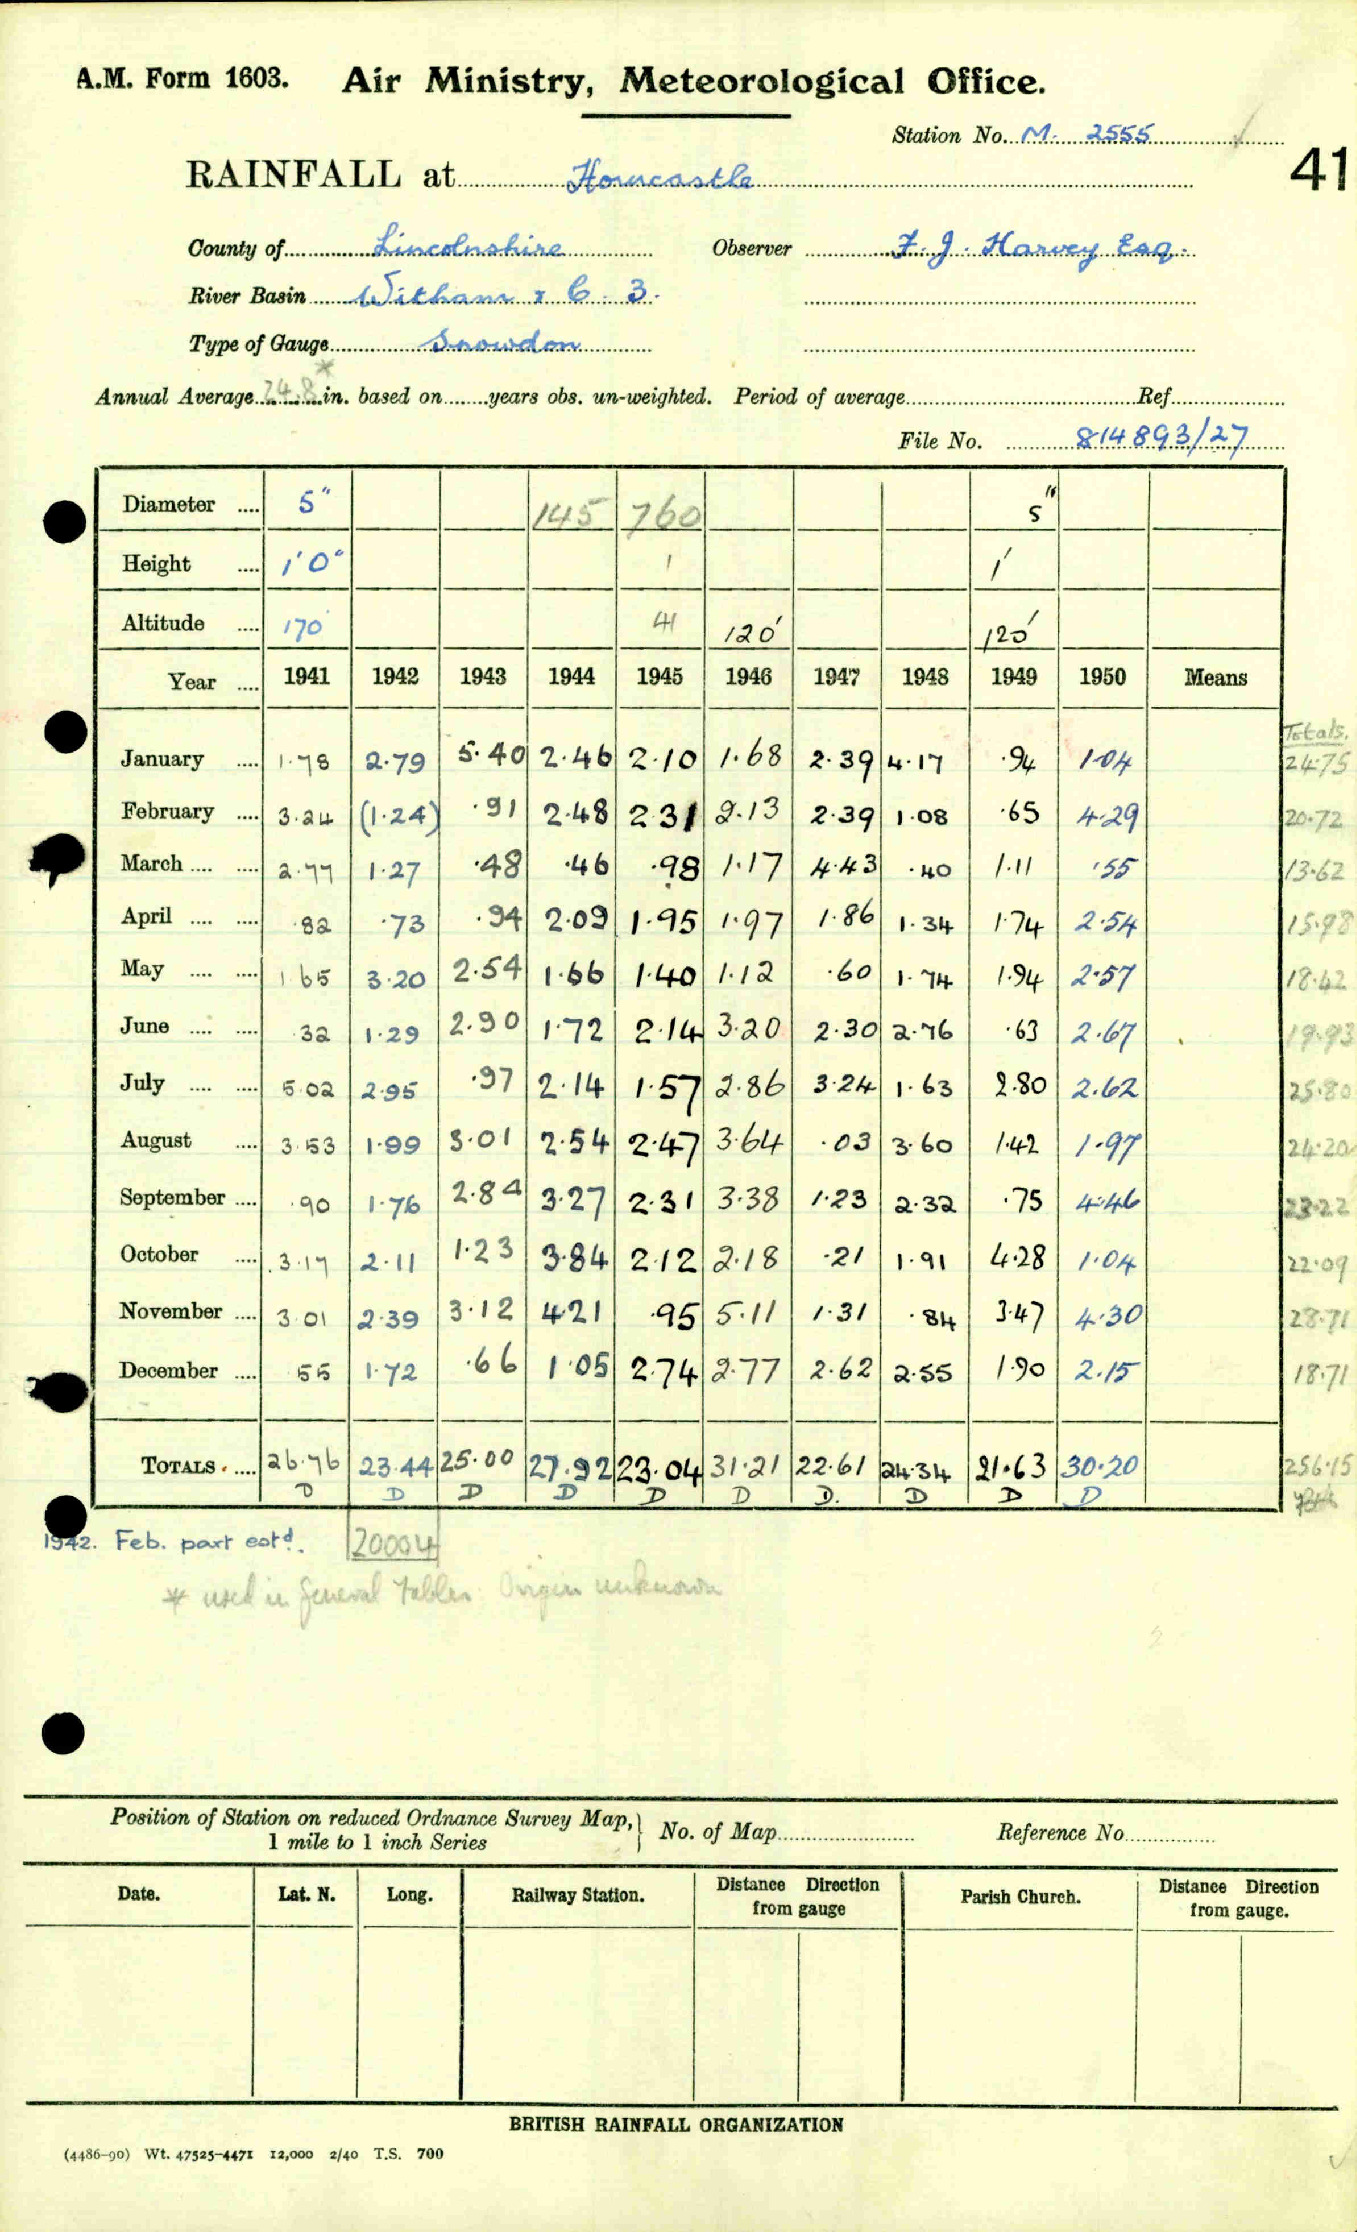 A.M. Form 1603. Air Ministry, Meteorological Office.
Station No. M. 2555
41
RAINFALL at Horncastle
County of Lincolnshire Observer F. J. Harvey Esq.
River Basin Witham & C. 3.
Type of Gauge Snowdon
Annual Average 24.8* in. based on years obs. un-weighted. Period of average Ref.
File No. 814893/27
Diameter .... 5" 145 760 5"
Height .... 1'0" 1 1'
Altitude .... 170 41 120' 120'
Year .... 1941 1942 1943 1944 1945 1946 1947 1948 1949 1950 Means
Totals.
January .... 1.78 2.79 5.40 2.46 2.10 1.68 2.39 4.17 .94 1.04 24.75
February .... 3.24 (1.24) .91 2.48 2.31 2.13 2.39 1.08 .65 4.29 20.72
March .... .... 2.77 1.27 .48 .46 .98 1.17 4.43 .40 1.11 .55 13.62
April .... .... .82 .73 .94 2.09 1.95 1.97 1.86 1.34 1.74 2.54 15.98
May .... .... 1.65 3.20 2.54 1.66 1.40 1.12 .60 1.74 1.94 2.57 18.42
June .... .... .32 1.29 2.90 1.72 2.14 3.20 2.30 2.76 .63 2.67 19.93
July .... .... 5.02 2.95 .97 2.14 1.57 2.86 3.24 1.63 2.80 2.62 25.80
August .... 3.53 1.99 3.01 2.54 2.47 3.64 .03 3.60 1.42 1.97 24.20
September .... .90 1.76 2.84 3.27 2.31 3.38 1.23 2.32 .75 4.46 23.22
October .... 3.17 2.11 1.23 3.84 2.12 2.18 .21 1.91 4.28 1.04 22.09
November .... 3.01 2.39 3.12 4.21 .95 5.11 1.31 .84 3.47 4.30 28.71
December .... .55 1.72 .66 1.05 2.74 2.77 2.62 2.55 1.90 2.15 18.71
TOTALS. .... 26.76 23.44 25.00 27.92 23.04 31.21 22.61 24.34 21.63 30.20 256.15
D D D D D D D. D D D
1942. Feb. part estd. 20004
* used in General Tables. Origin unknown
Position of Station on reduced Ordnance Survey Map, } No. of Map Reference No.
1 mile to 1 inch Series
Date. Lat. N. Long. Railway Station. Distance Direction from gauge Parish Church. Distance Direction from gauge.
BRITISH RAINFALL ORGANIZATION
(4486-90) Wt. 47525-4471 12,000 2/40 T.S. 700